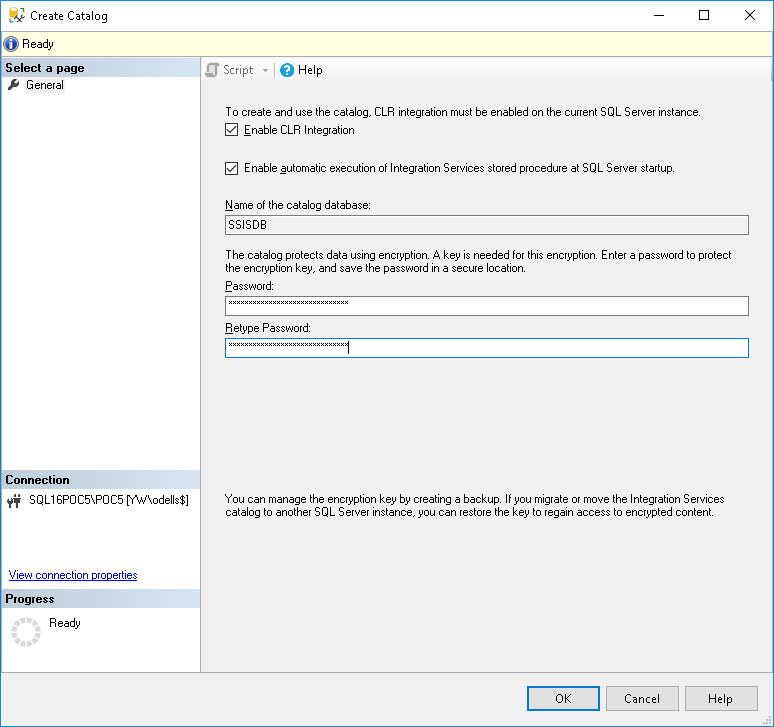 Create Catalog
Ready
Select a page
General
Script
Help
To create and use the catalog, CLR integration must be enabled on the current SQL Server instance.
Enable CLR Integration
Enable automatic execution of Integration Services stored procedure at SQL Server startup.
Name of the catalog database:
SSISDB
The catalog protects data using encryption. A key is needed for this encryption. Enter a password to protect
the encryption key, and save the password in a secure location.
Password:
Retype Password:
Connection
SQL16POC5\POC5 [YW\odells$]
You can manage the encryption key by creating a backup. If you migrate or move the Integration Services
catalog to another SQL Server instance, you can restore the key to regain access to encrypted content.
View connection properties
Progress
Ready
OK
Cancel
Help